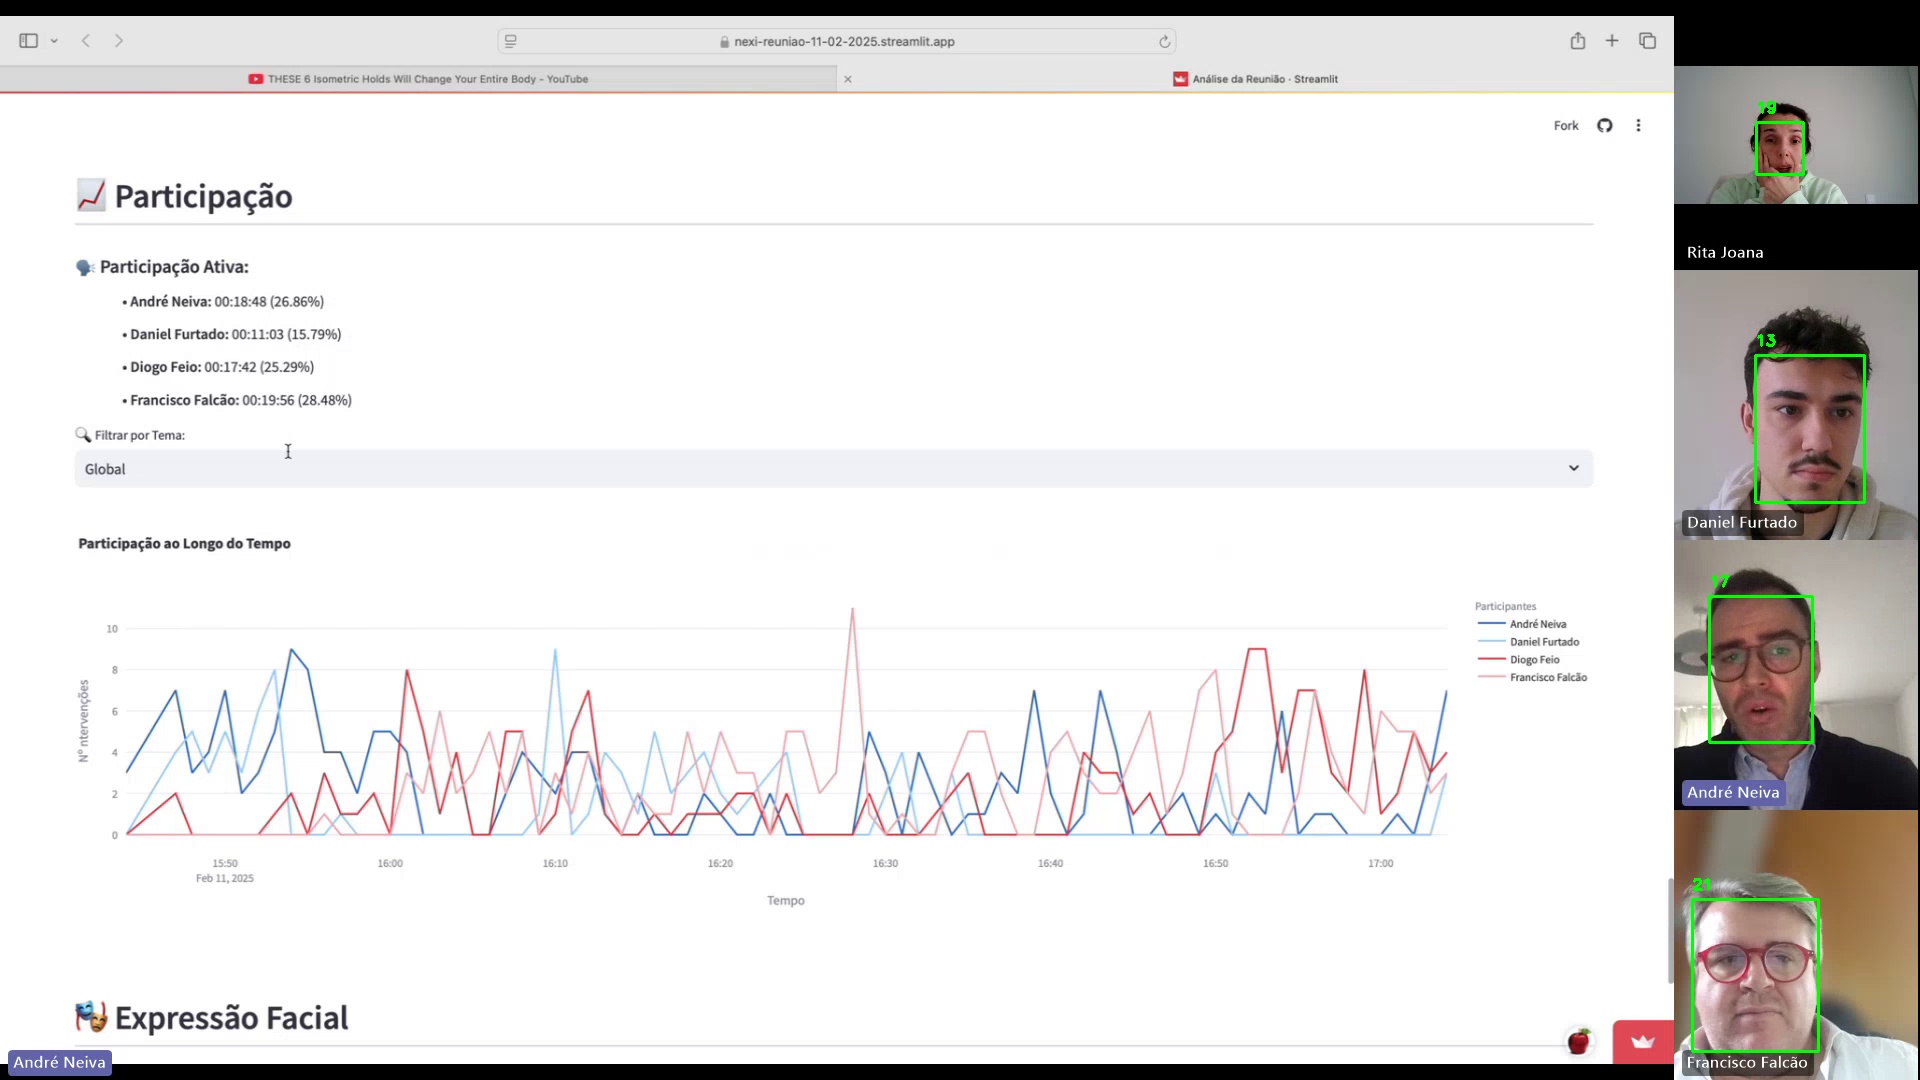 nexi-reuniao-11-02-2025.streamlit.app
THESE 6 Isometric Holds Will Change Your Entire Body - YouTube
Análise da Reunião · Streamlit
Fork
Participação
Participação Ativa:
• André Neiva: 00:18:48 (26.86%)
• Daniel Furtado: 00:11:03 (15.79%)
• Diogo Feio: 00:17:42 (25.29%)
• Francisco Falcão: 00:19:56 (28.48%)
Filtrar por Tema:
Global
Participação ao Longo do Tempo
Nº ntervenções
10
8
6
4
2
0
15:50
16:00
16:10
16:20
16:30
16:40
16:50
17:00
Feb 11, 2025
Tempo
Participantes
André Neiva
Daniel Furtado
Diogo Feio
Francisco Falcão
Expressão Facial
André Neiva
19
Rita Joana
13
Daniel Furtado
17
André Neiva
21
Francisco Falcão